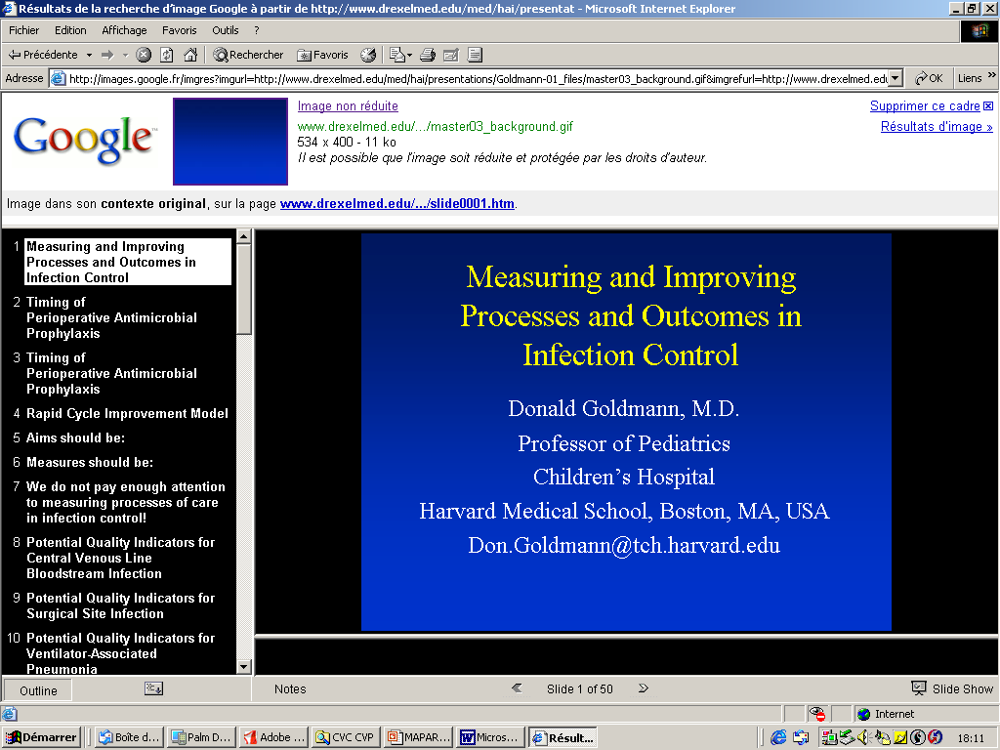 Résultats de la recherche d'image Google à partir de http://www.drexelmed.edu/med/hai/presentat - Microsoft Internet Explorer
Fichier Edition Affichage Favoris Outils ?
Précédente Rechercher Favoris
Adresse http://images.google.fr/imgres?imgurl=http://www.drexelmed.edu/med/hai/presentations/Goldmann-01_files/master03_background.gif&imgrefurl=http://www.drexelmed.edu OK Liens »
Google™
Image non réduite
www.drexelmed.edu/.../master03_background.gif
534 x 400 - 11 ko
Il est possible que l'image soit réduite et protégée par les droits d'auteur.
Supprimer ce cadre
Résultats d'image »
Image dans son contexte original, sur la page www.drexelmed.edu/.../slide0001.htm.
1 Measuring and Improving
Processes and Outcomes in
Infection Control
2 Timing of
Perioperative Antimicrobial
Prophylaxis
3 Timing of
Perioperative Antimicrobial
Prophylaxis
4 Rapid Cycle Improvement Model
5 Aims should be:
6 Measures should be:
7 We do not pay enough attention
to measuring processes of care
in infection control!
8 Potential Quality Indicators for
Central Venous Line
Bloodstream Infection
9 Potential Quality Indicators for
Surgical Site Infection
10 Potential Quality Indicators for
Ventilator-Associated
Pneumonia
Measuring and Improving
Processes and Outcomes in
Infection Control
Donald Goldmann, M.D.
Professor of Pediatrics
Children's Hospital
Harvard Medical School, Boston, MA, USA
Don.Goldmann@tch.harvard.edu
Outline Notes Slide 1 of 50 Slide Show
Internet
Démarrer Boîte d... Palm D... Adobe ... CVC CVP MAPAR... Micros... Résult... 18:11